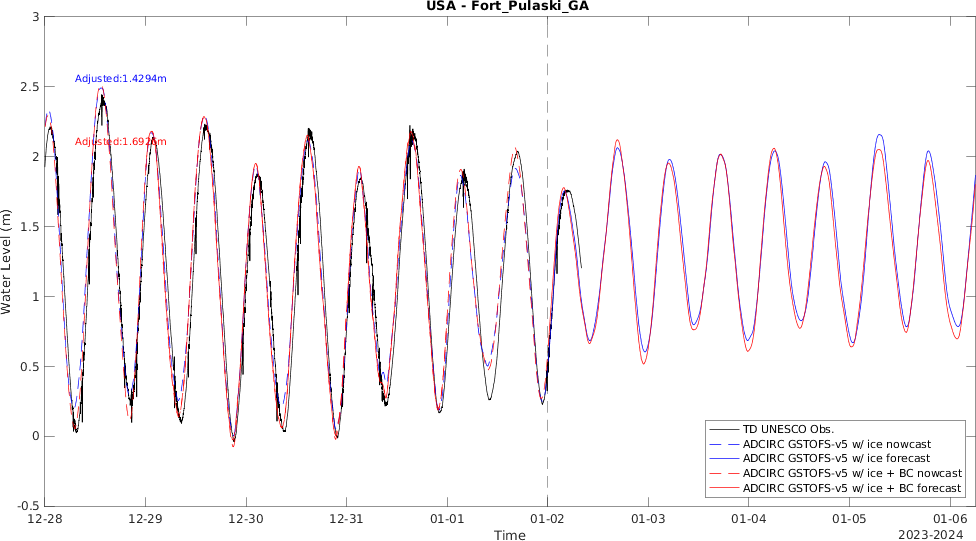 USA - Fort_Pulaski_GA
Water Level (m)
3
2.5
2
1.5
1
0.5
0
-0.5
Adjusted:1.4294m
12-28
12-29
12-30
12-31
01-01
01-02
01-03
01-04
01-05
01-06
Time
2023-2024
TD UNESCO Obs.
ADCIRC GSTOFS-v5 w/ ice nowcast
ADCIRC GSTOFS-v5 w/ ice forecast
ADCIRC GSTOFS-v5 w/ ice + BC nowcast
ADCIRC GSTOFS-v5 w/ ice + BC forecast